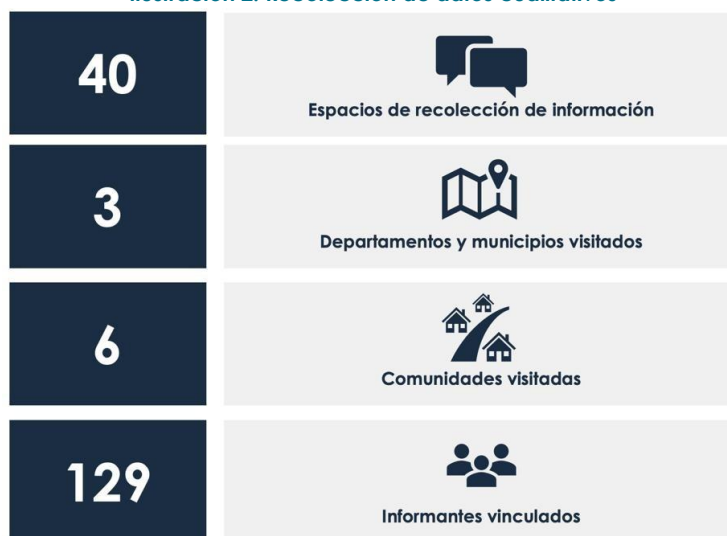 40
Espacios de recolección de información
3
Departamentos y municipios visitados
6
Comunidades visitadas
129
Informantes vinculados